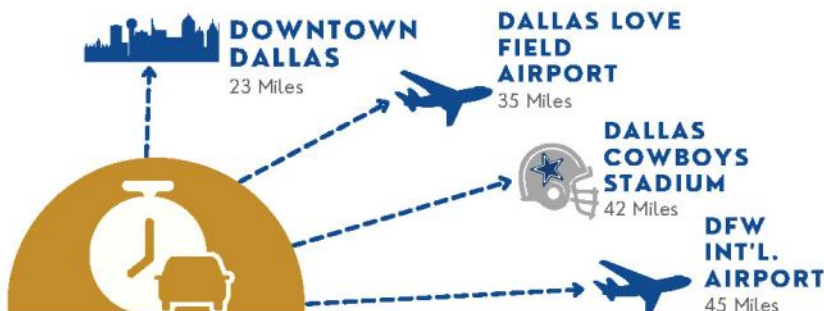 DOWNTOWN
DALLAS
23 Miles
DALLAS LOVE
FIELD
AIRPORT
35 Miles
DALLAS
COWBOYS
STADIUM
42 Miles
DFW
INT'L.
AIRPORT
45 Miles